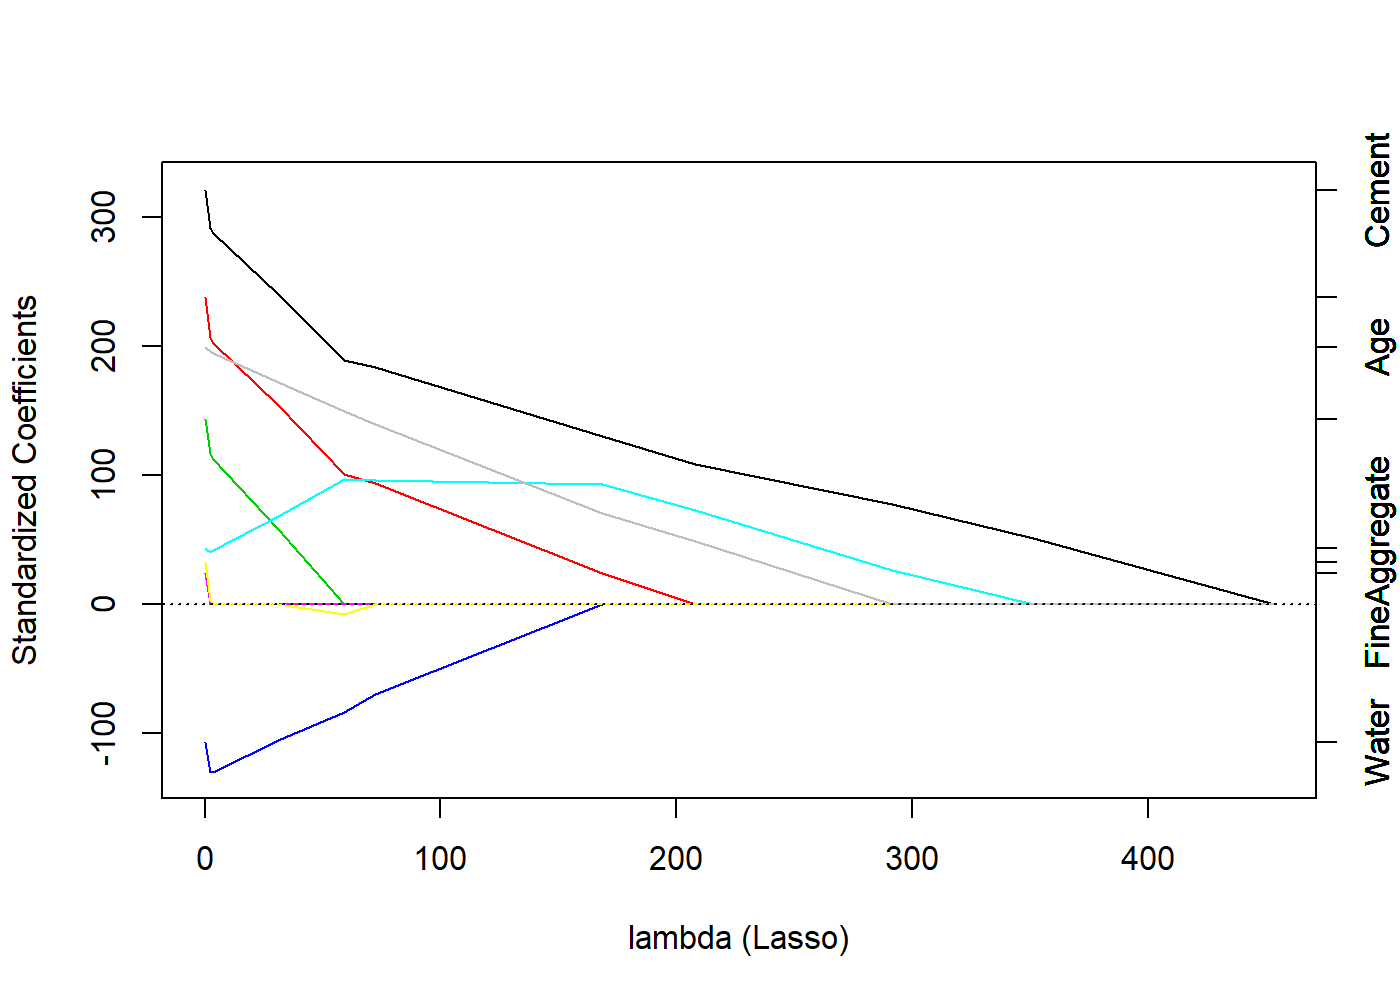 Standardized Coefficients
300
200
100
0
-100
0
100
200
300
400
lambda (Lasso)
Cement
Age
FineAggregate
Water